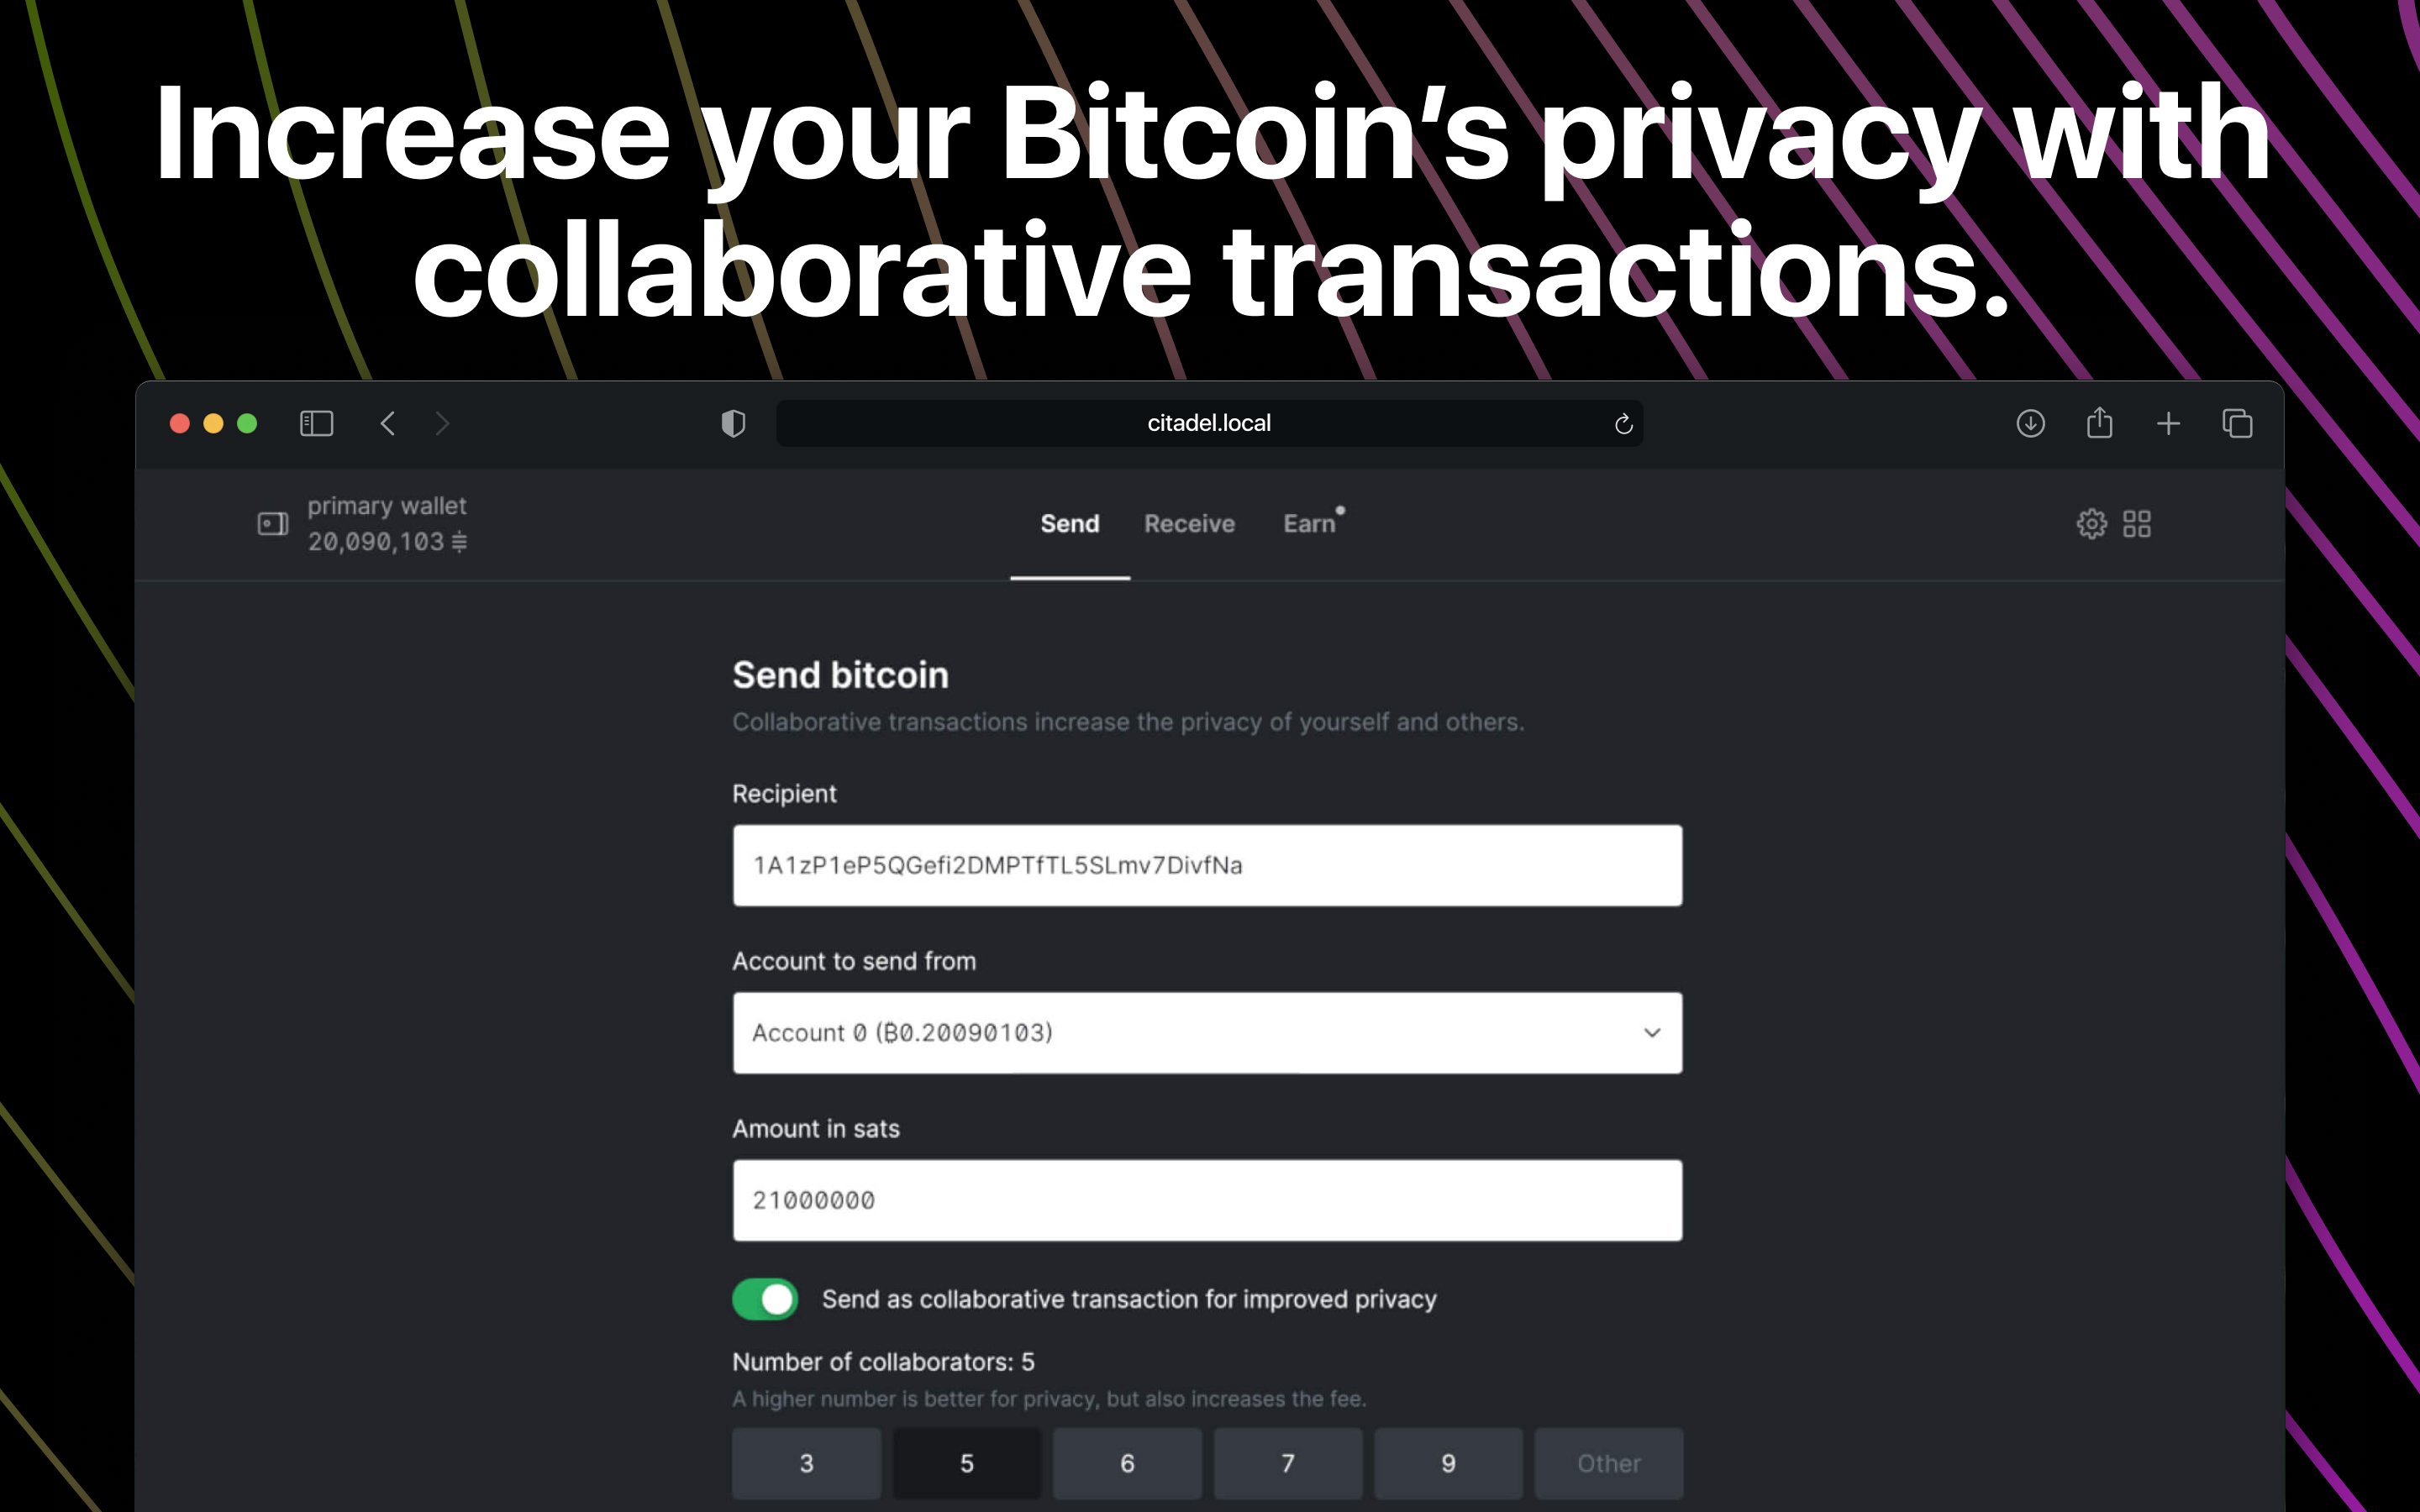 Increase your Bitcoin’s privacy with
collaborative transactions.
citadel.local
primary wallet
20,090,103
Send Receive Earn
Send bitcoin
Collaborative transactions increase the privacy of yourself and others.
Recipient
1A1zP1eP5QGefi2DMPTfTL5SLmv7DivfNa
Account to send from
Account 0 (₿0.20090103)
Amount in sats
21000000
Send as collaborative transaction for improved privacy
Number of collaborators: 5
A higher number is better for privacy, but also increases the fee.
3 5 6 7 9 Other